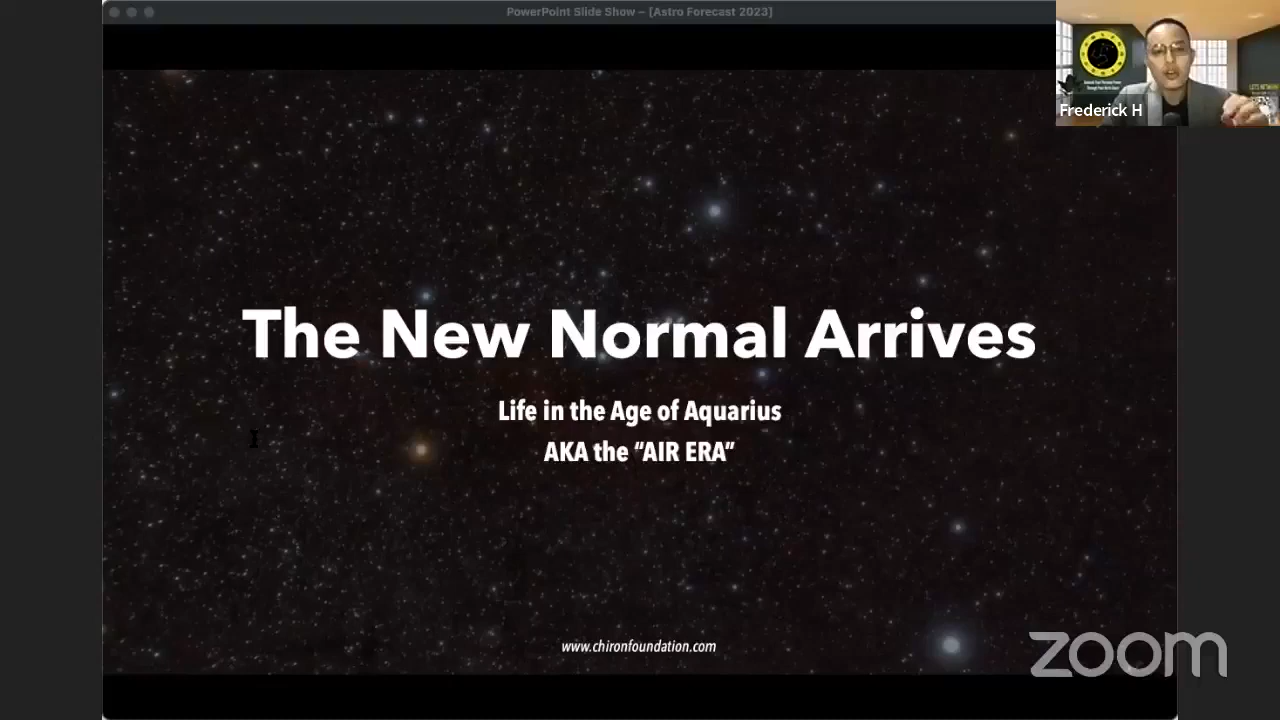 PowerPoint Slide Show – [Astro Forecast 2023]
Frederick H
The New Normal Arrives
Life in the Age of Aquarius
AKA the “AIR ERA”
www.chironfoundation.com
zoom